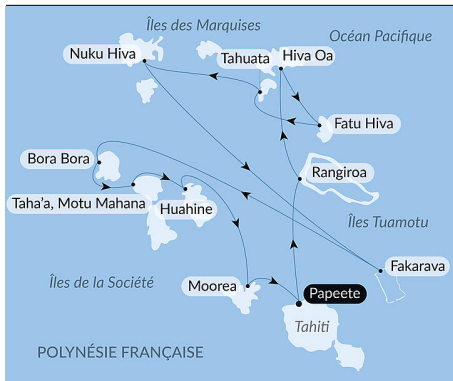 Îles des Marquises
Océan Pacifique
Nuku Hiva
Tahuata
Hiva Oa
Fatu Hiva
Bora Bora
Rangiroa
Taha'a, Motu Mahana
Huahine
Îles Tuamotu
Fakarava
Îles de la Société
Moorea
Papeete
Tahiti
POLYNÉSIE FRANÇAISE